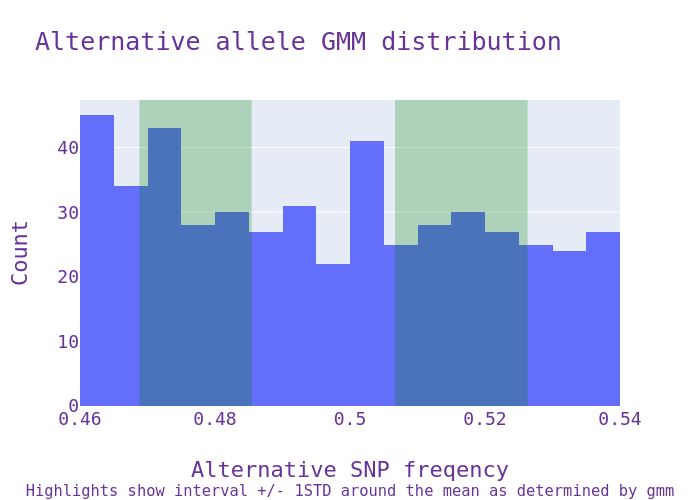 Alternative allele GMM distribution
40
30
20
10
0
Count
0.46 0.48 0.5 0.52 0.54
Alternative SNP freqency
Highlights show interval +/- 1STD around the mean as determined by gmm